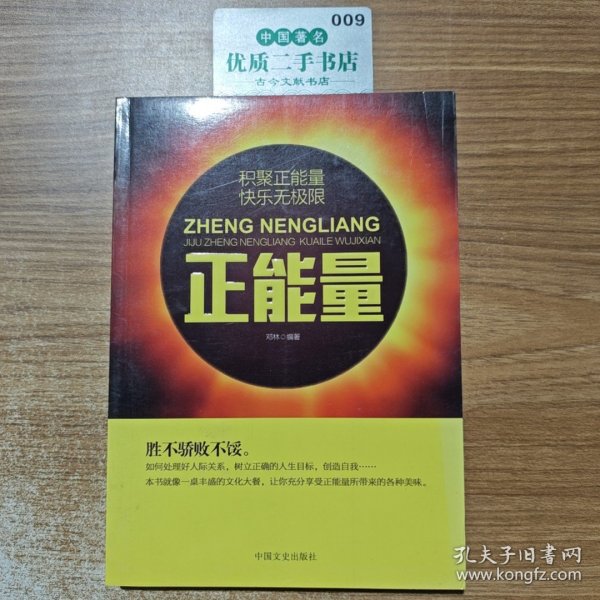 009
中国著名
优质二手书店
古今文献书店
积聚正能量
快乐无极限
ZHENG NENGLIANG
JIJU ZHENG NENGLIANG KUAILE WUJIXIAN
正能量
邓林◎编著
胜不骄败不馁。
如何处理好人际关系，树立正确的人生目标，创造自我……
本书就像一桌丰盛的文化大餐，让你充分享受正能量所带来的各种美味。
中国文史出版社
孔夫子旧书网
www.kongfz.com